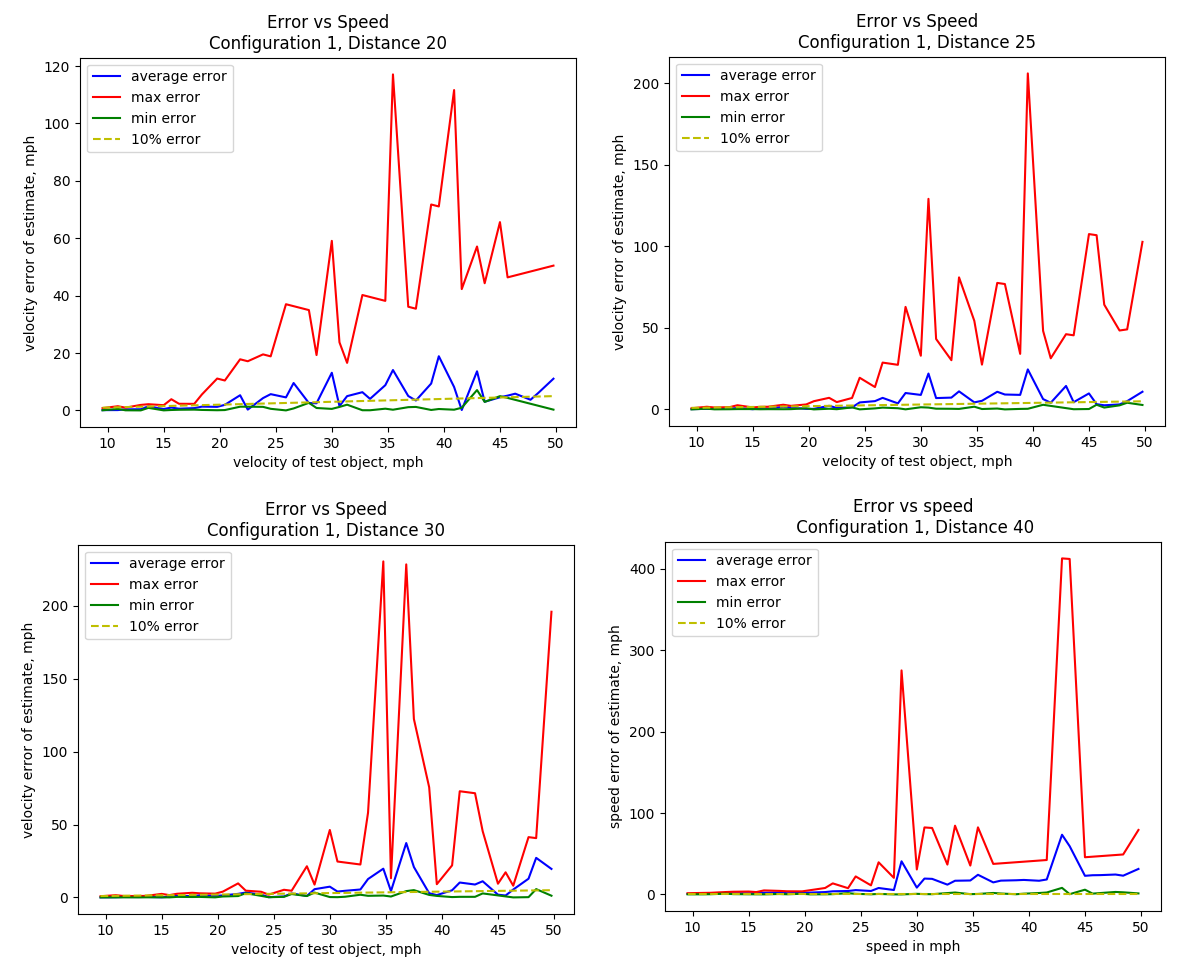 Error vs Speed
Configuration 1, Distance 20
average error
max error
min error
10% error
velocity error of estimate, mph
120
100
80
60
40
20
0
10 15 20 25 30 35 40 45 50
velocity of test object, mph
Error vs Speed
Configuration 1, Distance 25
average error
max error
min error
10% error
velocity error of estimate, mph
200
150
100
50
0
10 15 20 25 30 35 40 45 50
velocity of test object, mph
Error vs Speed
Configuration 1, Distance 30
average error
max error
min error
10% error
velocity error of estimate, mph
200
150
100
50
0
10 15 20 25 30 35 40 45 50
velocity of test object, mph
Error vs speed
Configuration 1, Distance 40
average error
max error
min error
10% error
speed error of estimate, mph
400
300
200
100
0
10 15 20 25 30 35 40 45 50
speed in mph